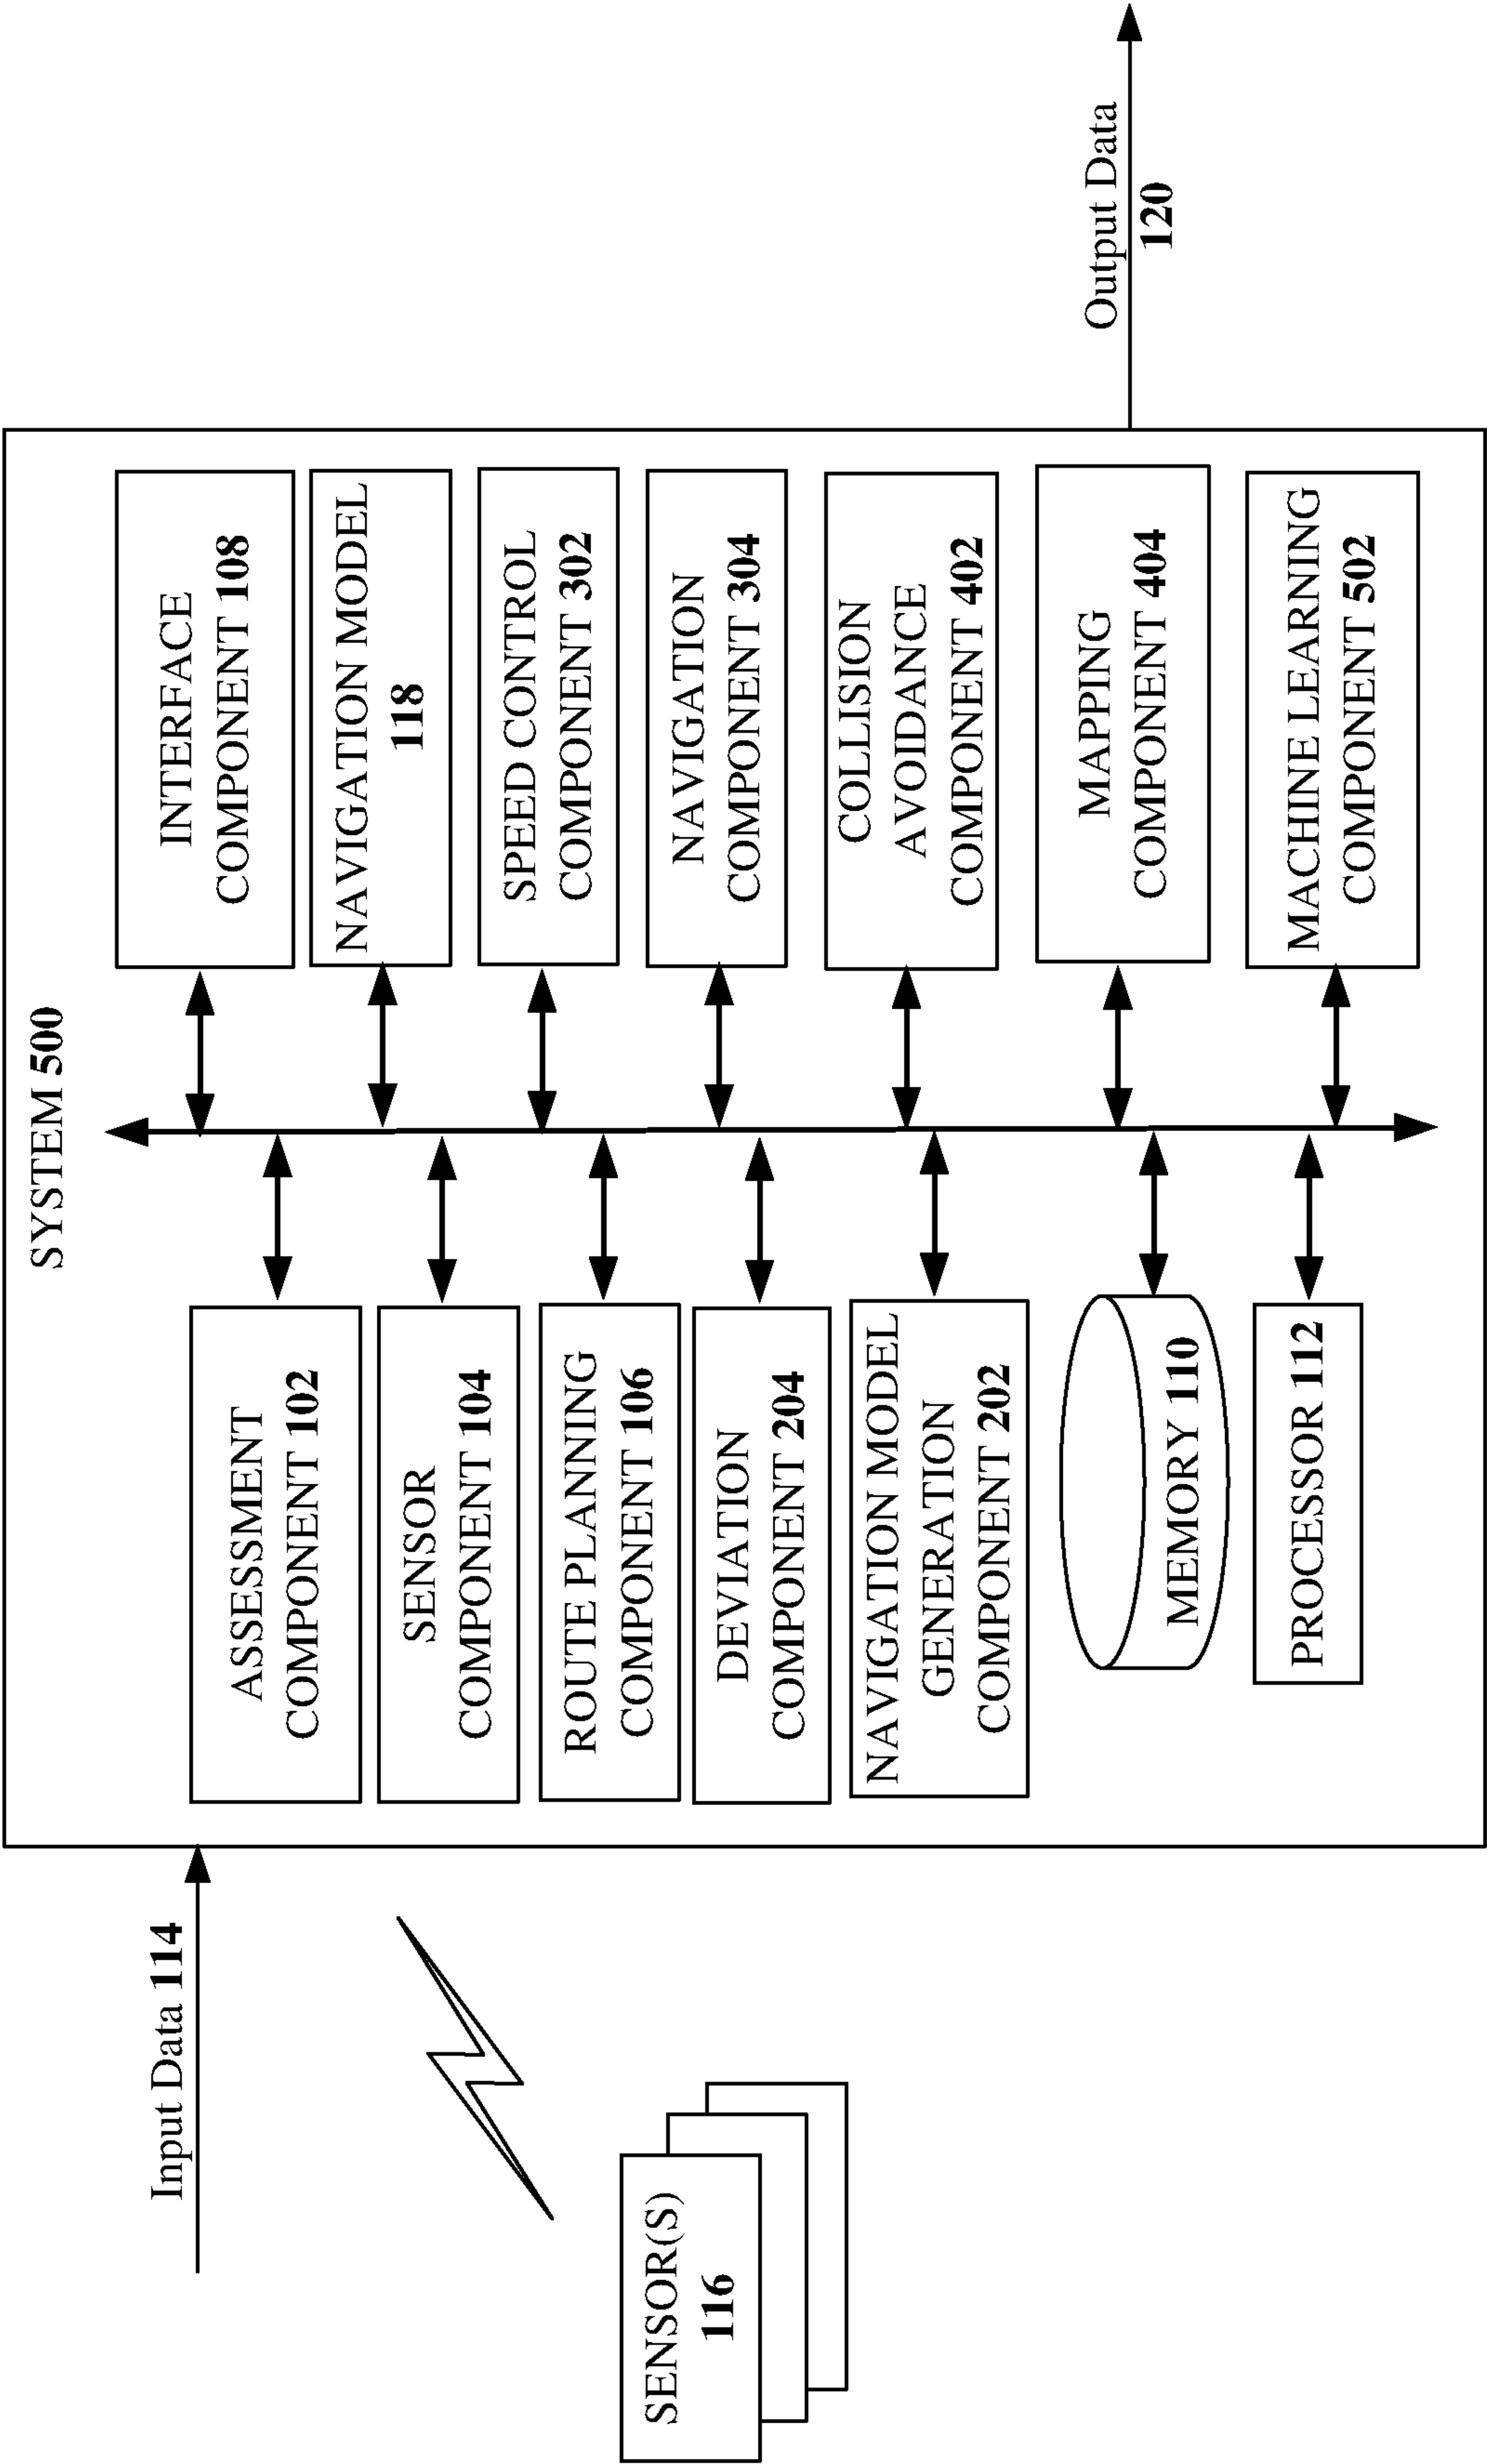 SYSTEM 500
Input Data 114
SENSOR(S)
116
ASSESSMENT
COMPONENT 102
SENSOR
COMPONENT 104
ROUTE PLANNING
COMPONENT 106
DEVIATION
COMPONENT 204
NAVIGATION MODEL
GENERATION
COMPONENT 202
MEMORY 110
PROCESSOR 112
INTERFACE
COMPONENT 108
NAVIGATION MODEL
118
SPEED CONTROL
COMPONENT 302
NAVIGATION
COMPONENT 304
COLLISION
AVOIDANCE
COMPONENT 402
MAPPING
COMPONENT 404
MACHINE LEARNING
COMPONENT 502
Output Data
120